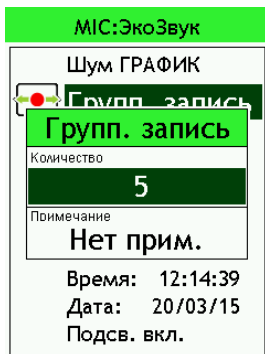 MIC:ЭкоЗвук
Шум ГРАФИК
Групп. запись
Групп. запись
Количество
5
Примечание
Нет прим.
Время: 12:14:39
Дата: 20/03/15
Подсв. вкл.